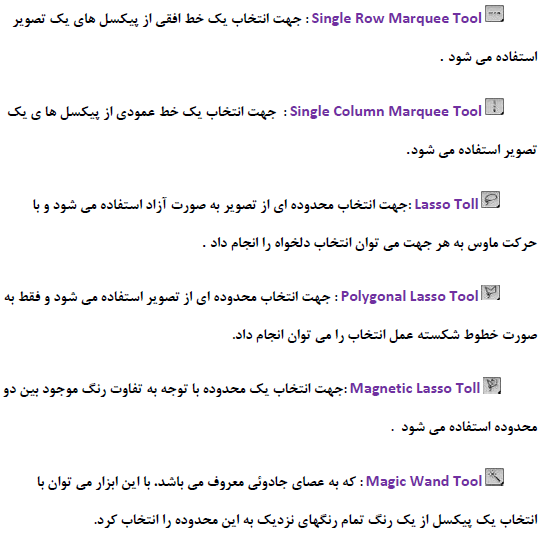 Single Row Marquee Tool : جهت انتخاب یک خط افقی از پیکسل های یک تصویر
استفاده می شود .
Single Column Marquee Tool : جهت انتخاب یک خط عمودی از پیکسل ها ی یک
تصویر استفاده می شود.
Lasso Toll :جهت انتخاب محدوده ای از تصویر به صورت آزاد استفاده می شود و با
حرکت ماوس به هر جهت می توان انتخاب دلخواه را انجام داد .
Polygonal Lasso Tool : جهت انتخاب محدوده ای از تصویر استفاده می شود و فقط به
صورت خطوط شکسته عمل انتخاب را می توان انجام داد.
Magnetic Lasso Toll :جهت انتخاب یک محدوده با توجه به تفاوت رنگ موجود بین دو
محدوده استفاده می شود .
Magic Wand Tool : که به عصای جادوئی معروف می باشد، با این ابزار می توان با
انتخاب یک پیکسل از یک رنگ تمام رنگهای نزدیک به این محدوده را انتخاب کرد.